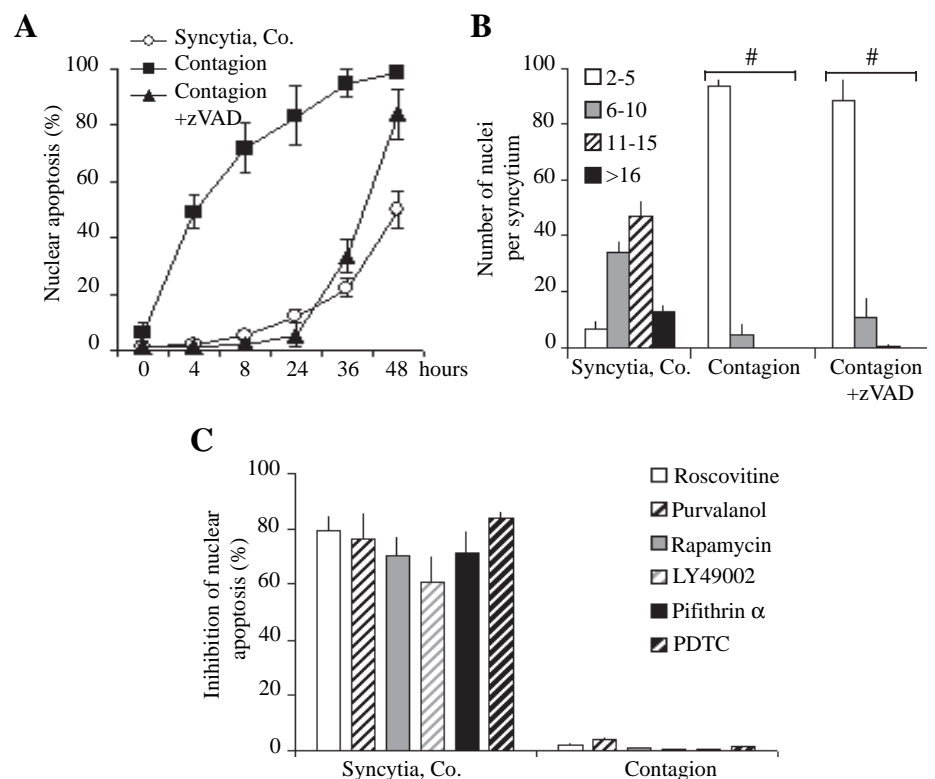 A
Syncytia, Co.
Contagion
Contagion
+zVAD
Nuclear apoptosis (%)
100
80
60
40
20
0
0 4 8 24 36 48 hours
B
2-5
6-10
11-15
>16
# #
Number of nuclei
per syncytium
100
80
60
40
20
0
Syncytia, Co. Contagion Contagion
+zVAD
C
Inihibition of nuclear
apoptosis (%)
100
80
60
40
20
0
Roscovitine
Purvalanol
Rapamycin
LY49002
Pifithrin α
PDTC
Syncytia, Co. Contagion